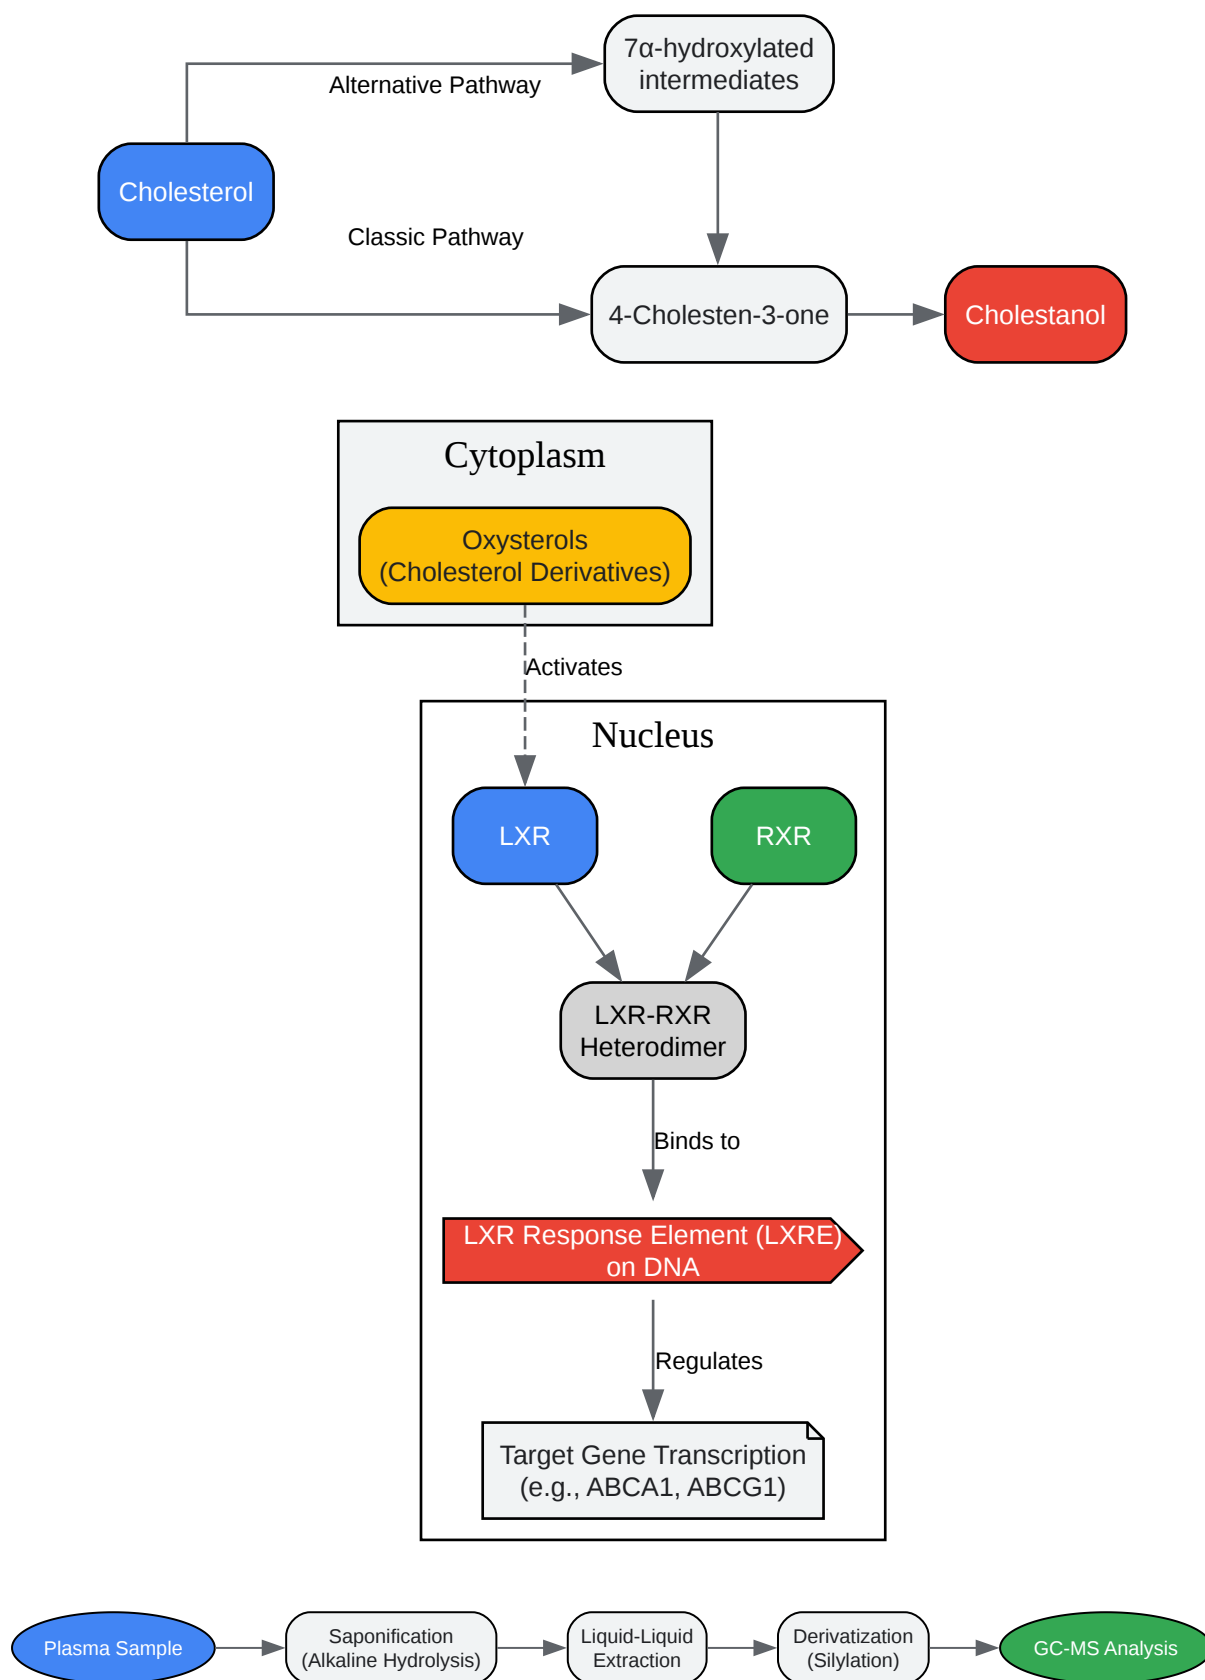 7α-hydroxylated
intermediates
Alternative Pathway
Cholesterol
Classic Pathway
4-Cholesten-3-one
Cholestanol
Cytoplasm
Oxysterols
(Cholesterol Derivatives)
Activates
Nucleus
LXR
RXR
LXR-RXR
Heterodimer
Binds to
LXR Response Element (LXRE)
on DNA
Regulates
Target Gene Transcription
(e.g., ABCA1, ABCG1)
Plasma Sample
Saponification
(Alkaline Hydrolysis)
Liquid-Liquid
Extraction
Derivatization
(Silylation)
GC-MS Analysis